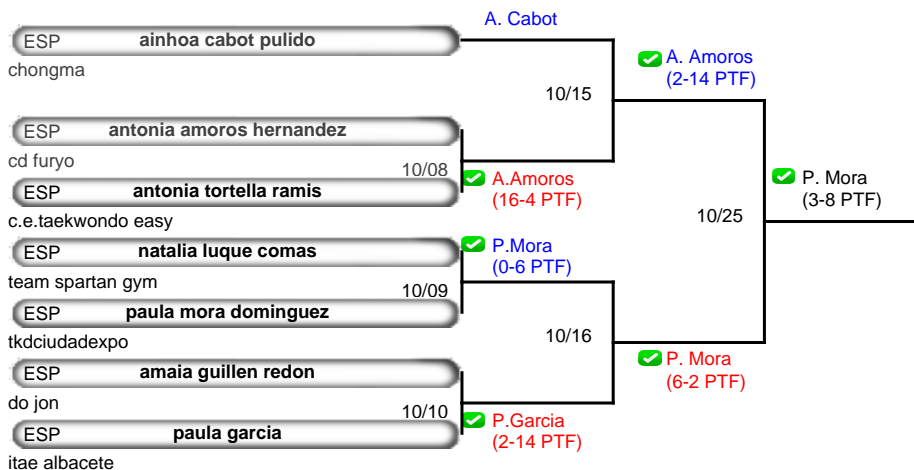 A. Cabot
ESP ainhoa cabot pulido
chongma
A. Amoros
(2-14 PTF)
10/15
ESP antonia amoros hernandez
cd furyo
10/08
A.Amoros
(16-4 PTF)
ESP antonia tortella ramis
c.e.taekwondo easy
P. Mora
(3-8 PTF)
10/25
ESP natalia luque comas
team spartan gym
P.Mora
(0-6 PTF)
10/09
ESP paula mora dominguez
tkdciudadexpo
10/16
P. Mora
(6-2 PTF)
ESP amaia guillen redon
do jon
10/10
P.Garcia
(2-14 PTF)
ESP paula garcia
itae albacete